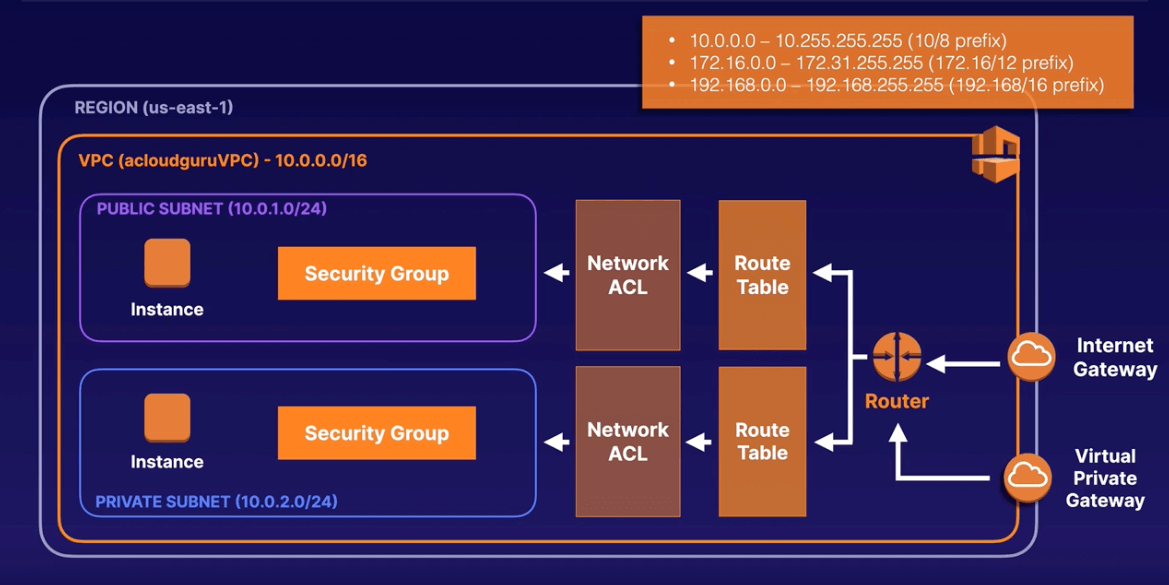 • 10.0.0.0 – 10.255.255.255 (10/8 prefix)
• 172.16.0.0 – 172.31.255.255 (172.16/12 prefix)
• 192.168.0.0 – 192.168.255.255 (192.168/16 prefix)
REGION (us-east-1)
VPC (acloudguruVPC) - 10.0.0.0/16
PUBLIC SUBNET (10.0.1.0/24)
Instance
Security Group
Network
ACL
Route
Table
Router
Internet
Gateway
Instance
Security Group
PRIVATE SUBNET (10.0.2.0/24)
Network
ACL
Route
Table
Virtual
Private
Gateway